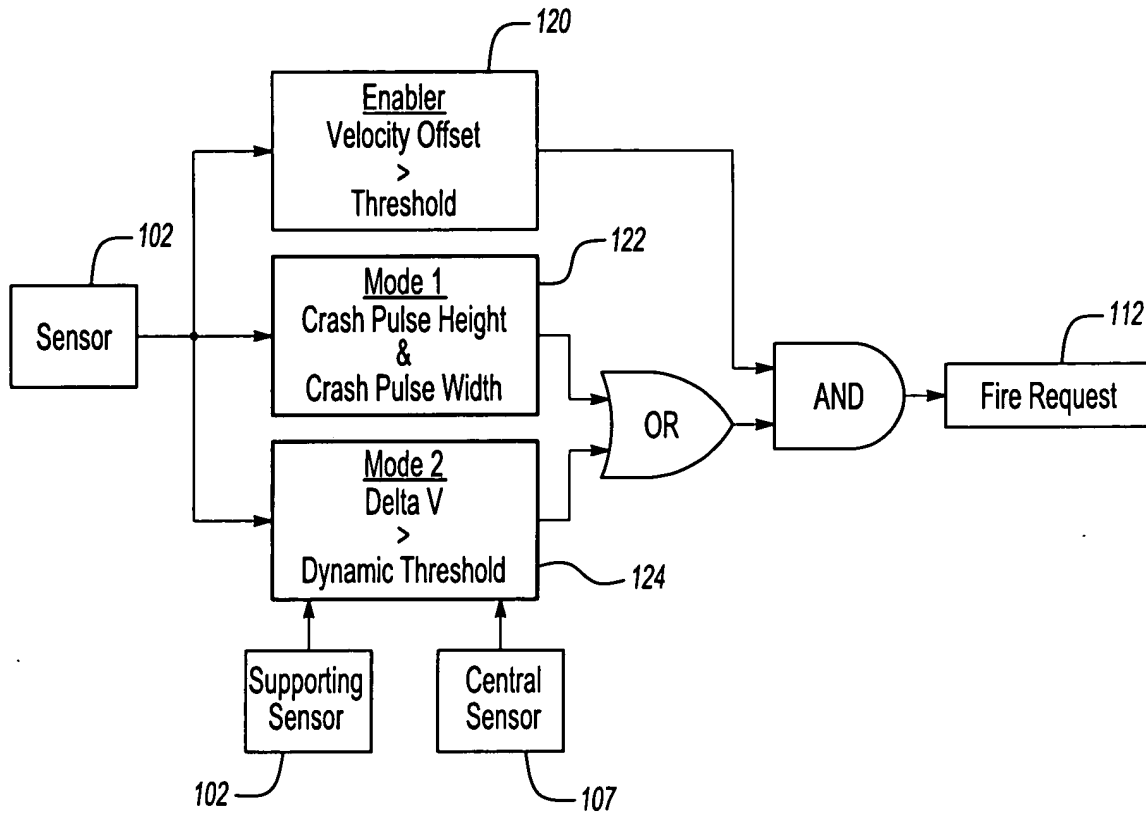 120
Enabler
Velocity Offset
>
Threshold
102
Sensor
122
Mode 1
Crash Pulse Height
&
Crash Pulse Width
112
OR
AND
Fire Request
Mode 2
Delta V
>
Dynamic Threshold
124
Supporting
Sensor
Central
Sensor
102
107